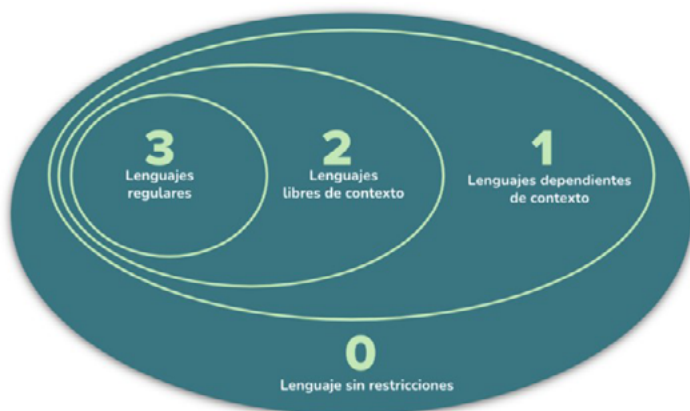 3
Lenguajes
regulares
2
Lenguajes
libres de contexto
1
Lenguajes dependientes
de contexto
0
Lenguaje sin restricciones